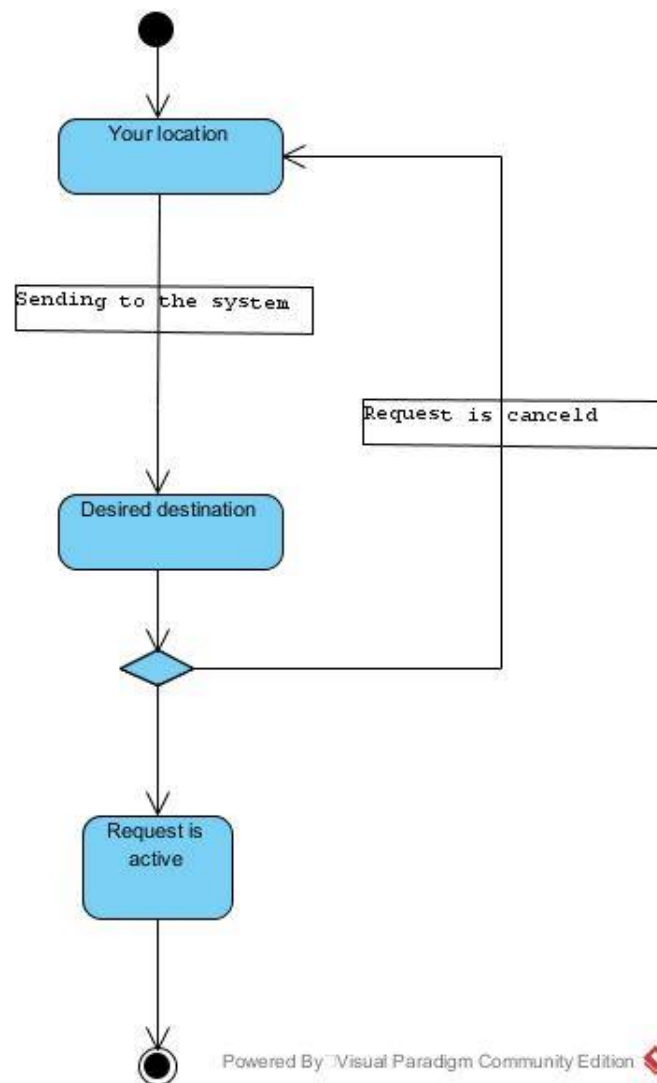 Your location
Sending to the system
Request is canceld
Desired destination
Request is
active
Powered By Visual Paradigm Community Edition